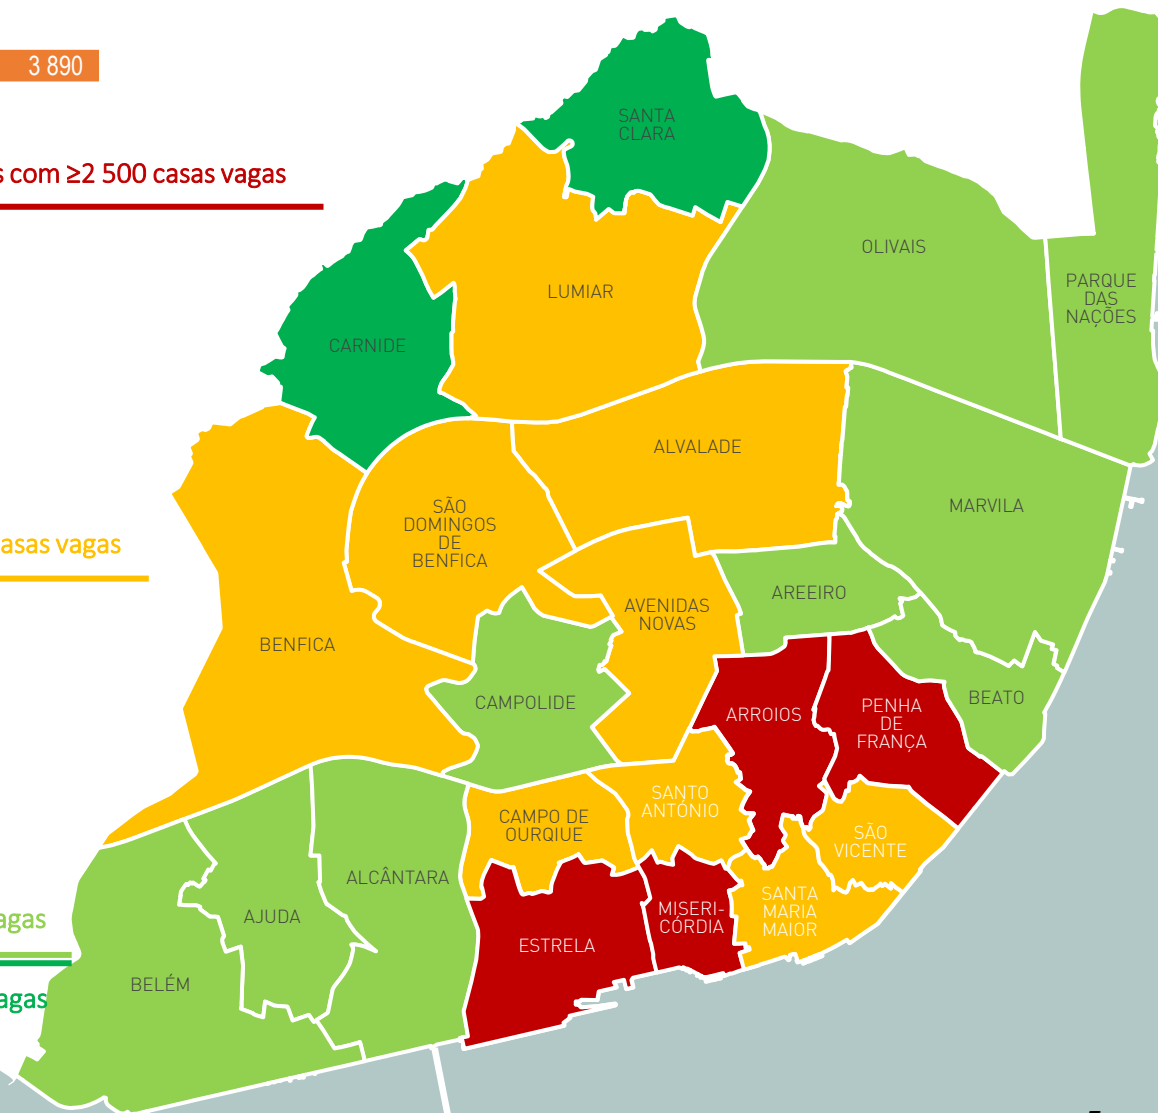 3 890
SANTA
CLARA
s com ≥2 500 casas vagas
OLIVAIS
LUMIAR
PARQUE
DAS
NAÇÕES
CARNIDE
ALVALADE
SÃO
DOMINGOS
DE
BENFICA
MARVILA
asas vagas
AREEIRO
AVENIDAS
NOVAS
BENFICA
CAMPOLIDE
BEATO
ARROIOS
PENHA
DE
FRANÇA
SANTO
ANTÓNIO
CAMPO DE
OURQIUE
SÃO
VICENTE
ALCÂNTARA
SANTA
MARIA
MAIOR
MISERI-
CÓRDIA
agas
AJUDA
ESTRELA
BELÉM
agas